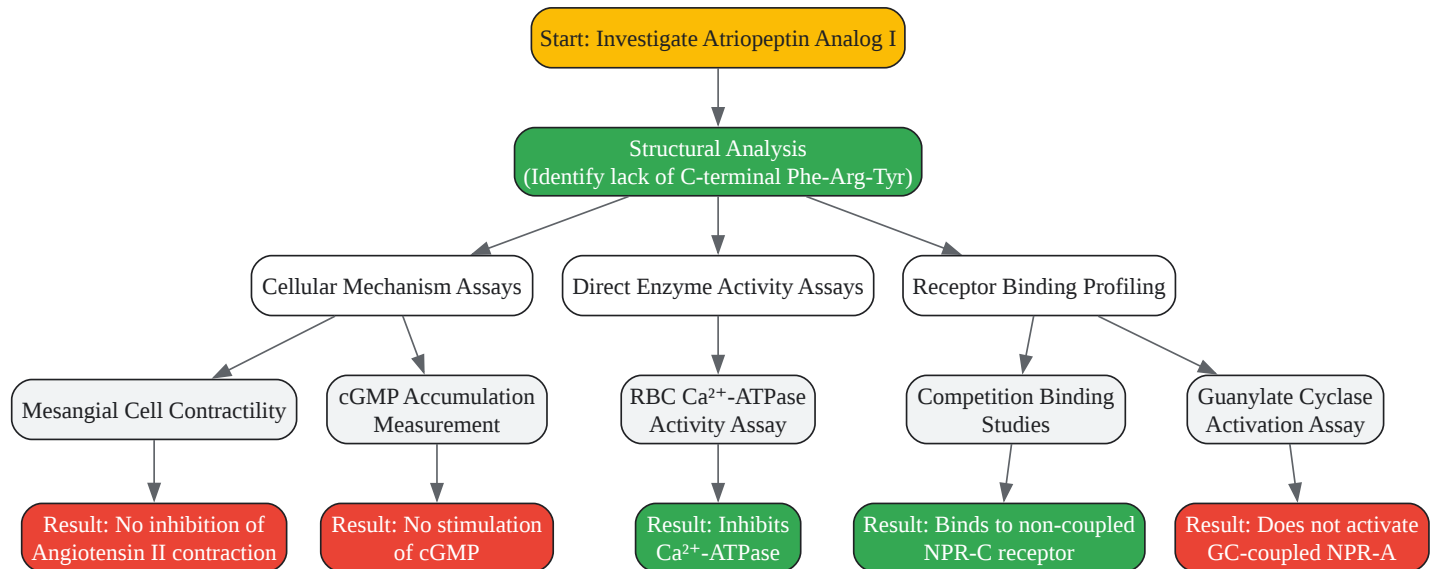 Start: Investigate Atriopeptin Analog I
Structural Analysis
(Identify lack of C-terminal Phe-Arg-Tyr)
Cellular Mechanism Assays
Direct Enzyme Activity Assays
Receptor Binding Profiling
Mesangial Cell Contractility
cGMP Accumulation
Measurement
RBC Ca²⁺-ATPase
Activity Assay
Competition Binding
Studies
Guanylate Cyclase
Activation Assay
Result: No inhibition of
Angiotensin II contraction
Result: No stimulation
of cGMP
Result: Inhibits
Ca²⁺-ATPase
Result: Binds to non-coupled
NPR-C receptor
Result: Does not activate
GC-coupled NPR-A